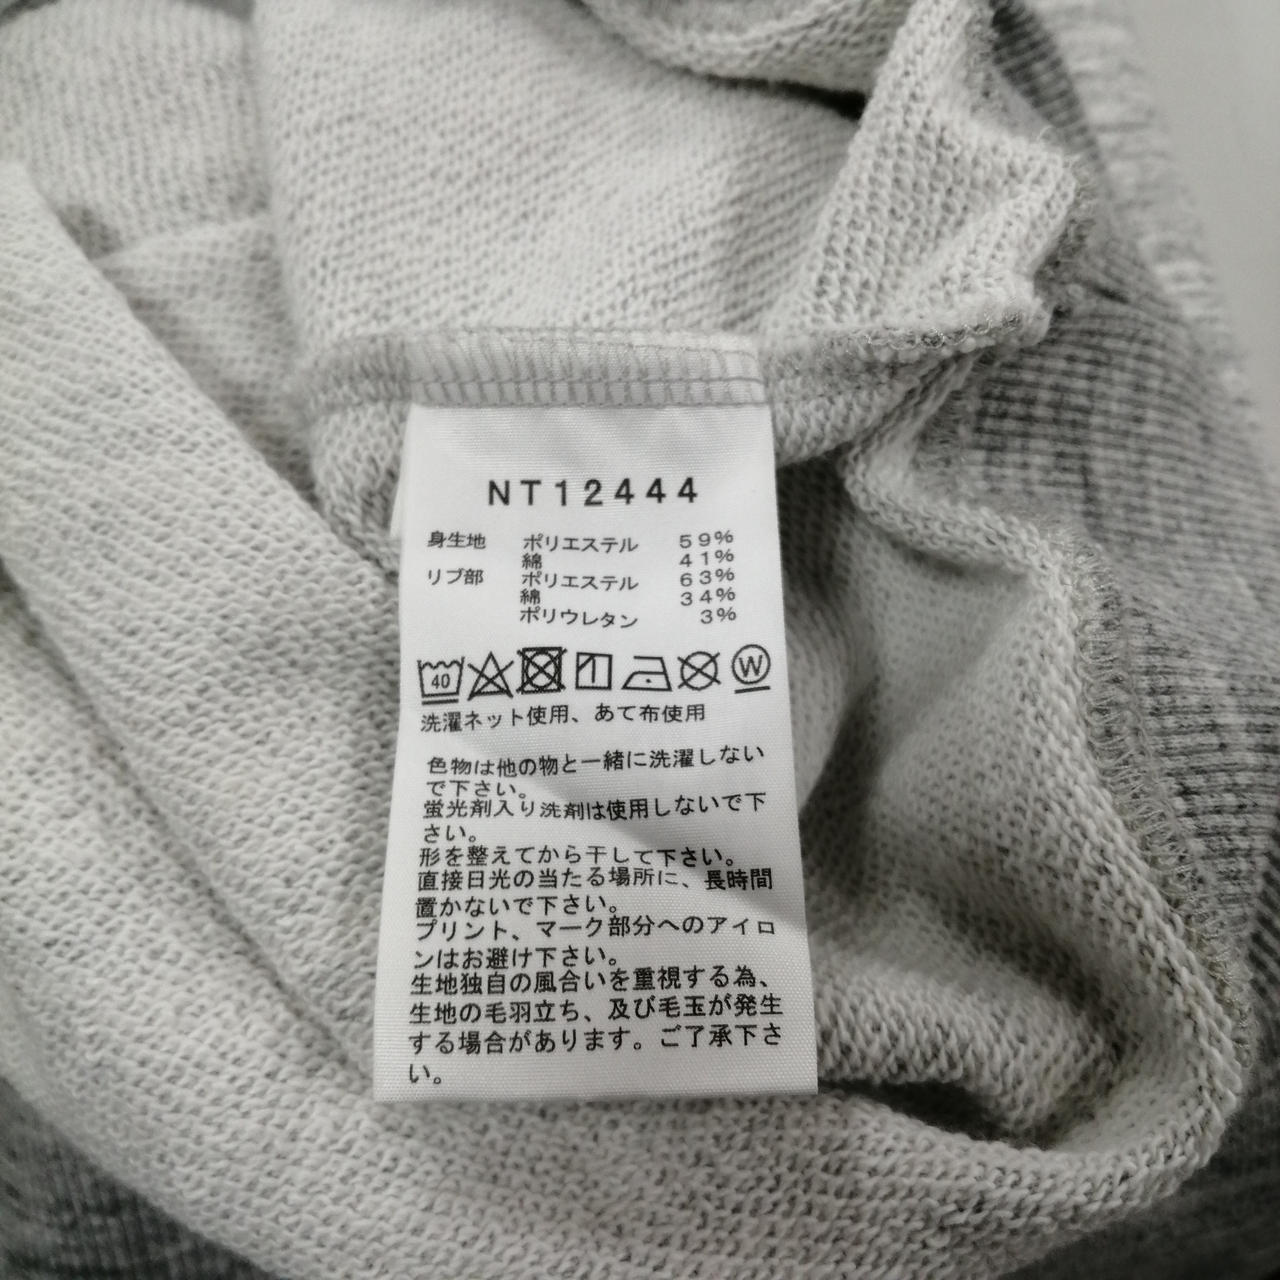 NT12444
身生地 ポリエステル 59%
綿 41%
リブ部 ポリエステル 63%
綿 34%
ポリウレタン 3%
40 W
洗濯ネット使用、あて布使用
色物は他の物と一緒に洗濯しない
で下さい。
蛍光剤入り洗剤は使用しないで下
さい。
形を整えてから干して下さい。
直接日光の当たる場所に、長時間
置かないで下さい。
プリント、マーク部分へのアイロ
ンはお避け下さい。
生地独自の風合いを重視する為、
生地の毛羽立ち、及び毛玉が発生
する場合があります。ご了承下さ
い。